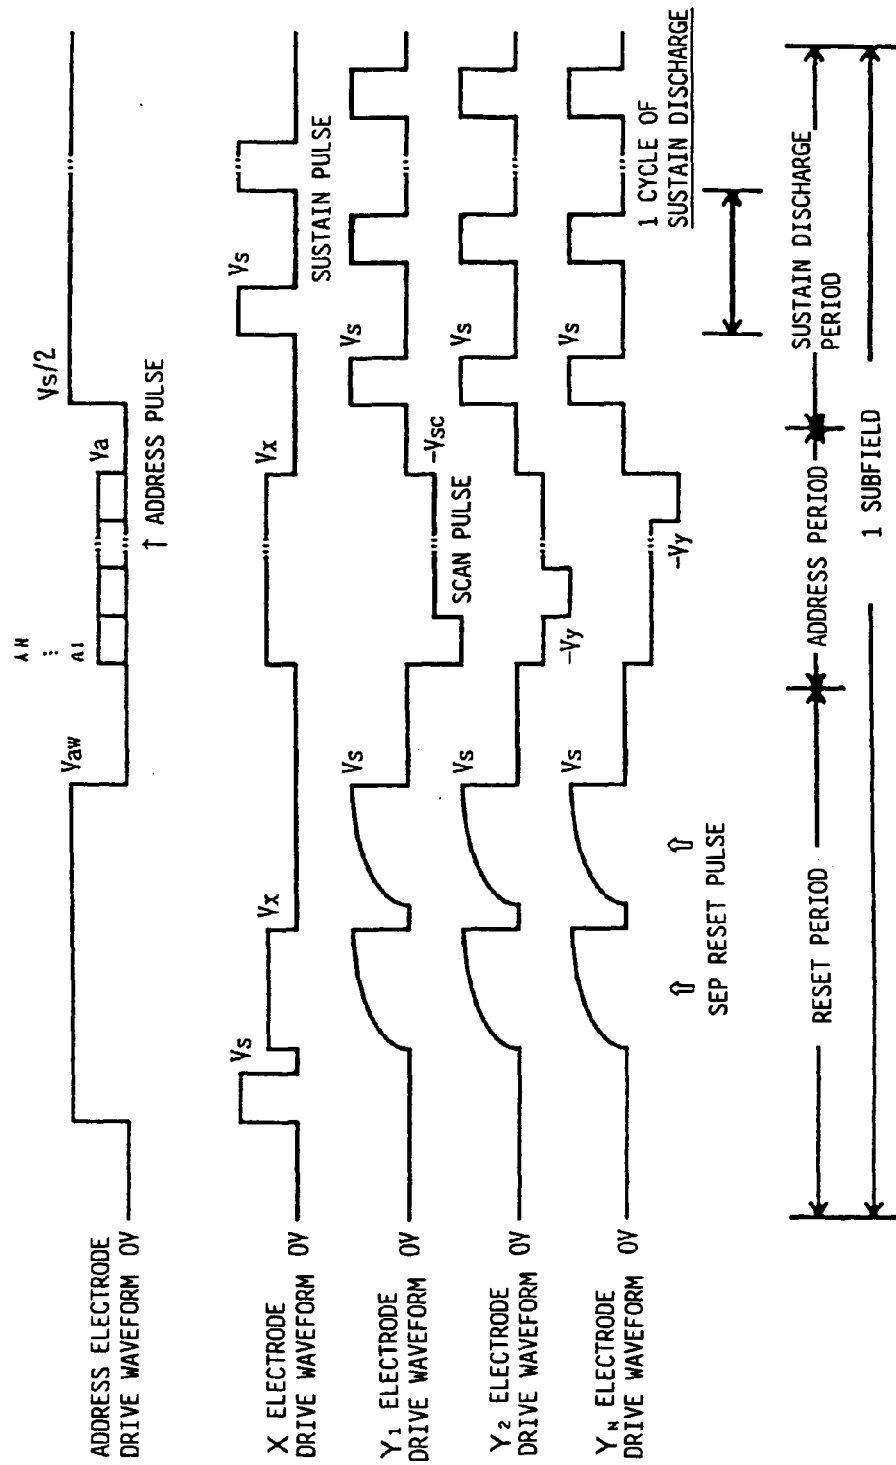 ADDRESS ELECTRODE
DRIVE WAVEFORM 0V
Vaw
A N
⋮
A1
Va
↑ ADDRESS PULSE
Vs/2
X ELECTRODE
DRIVE WAVEFORM 0V
Vs
Vx
Vx
Vs
SUSTAIN PULSE
Y1 ELECTRODE
DRIVE WAVEFORM 0V
Vs
SCAN PULSE
-Vsc
Vs
Y2 ELECTRODE
DRIVE WAVEFORM 0V
Vs
-Vy
Vs
YN ELECTRODE
DRIVE WAVEFORM 0V
Vs
-Vy
Vs
1 CYCLE OF
SUSTAIN DISCHARGE
⇧ ⇧
SEP RESET PULSE
RESET PERIOD
ADDRESS PERIOD
SUSTAIN DISCHARGE
PERIOD
1 SUBFIELD